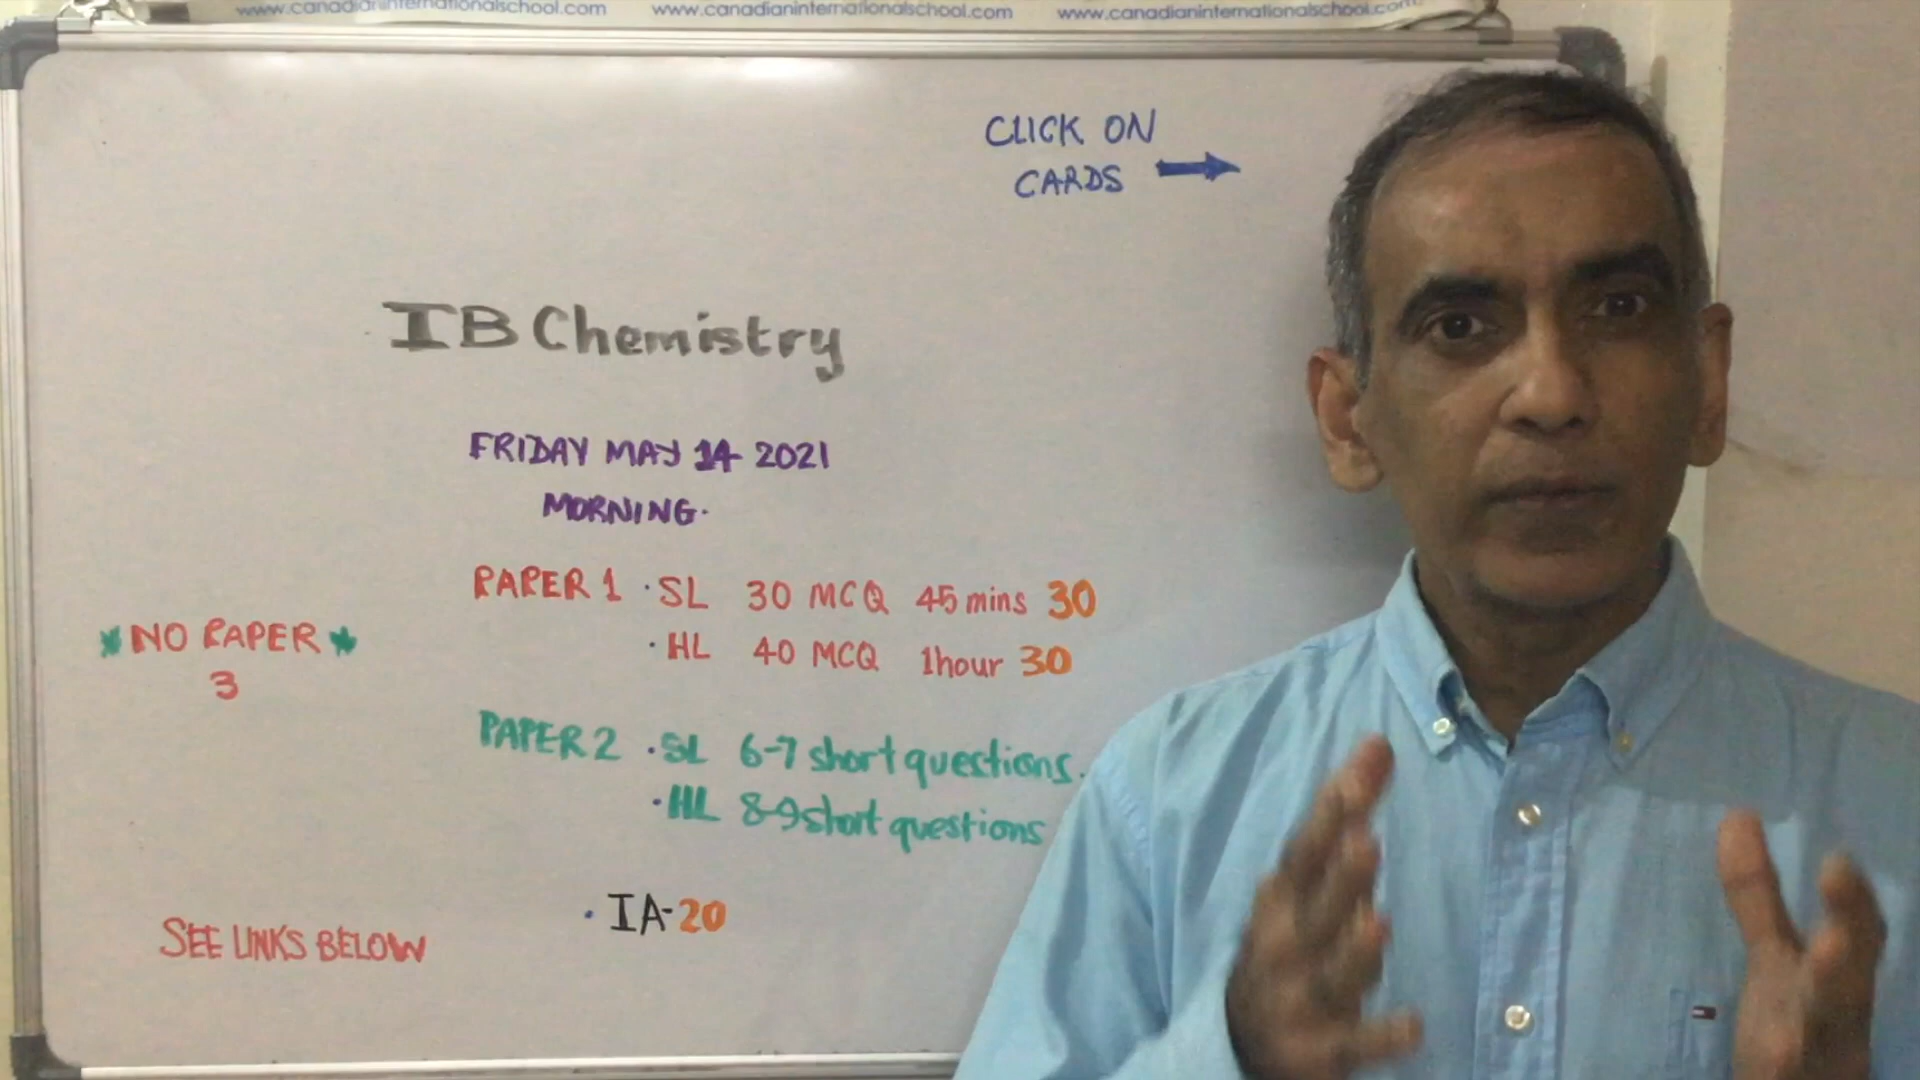 www.canadianinternationalschool.com www.canadianinternationalschool.com www.canadianinternationalschool.com
CLICK ON
CARDS
IB Chemistry
FRIDAY MAY 14 2021
MORNING.
PAPER 1 · SL 30 MCQ 45 mins 30
· HL 40 MCQ 1 hour 30
*NO PAPER*
3
PAPER 2 · SL 6-7 short questions.
· HL 8-9 short questions
· IA-20
SEE LINKS BELOW